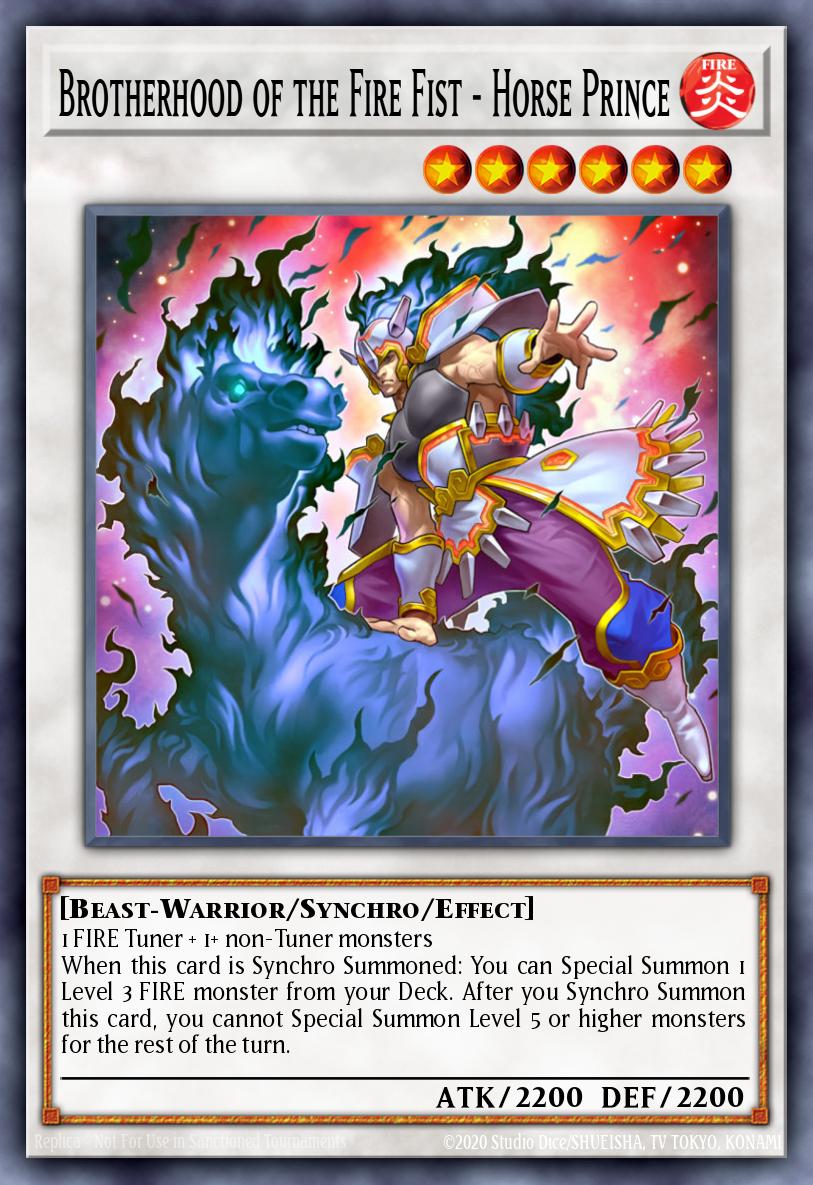 Brotherhood of the Fire Fist - Horse Prince
FIRE
炎
[Beast-Warrior/Synchro/Effect]
1 FIRE Tuner + 1+ non-Tuner monsters
When this card is Synchro Summoned: You can Special Summon 1
Level 3 FIRE monster from your Deck. After you Synchro Summon
this card, you cannot Special Summon Level 5 or higher monsters
for the rest of the turn.
ATK/2200 DEF/2200
Replica - Not For Use in Sanctioned Tournaments
©2020 Studio Dice/SHUEISHA, TV TOKYO, KONAMI